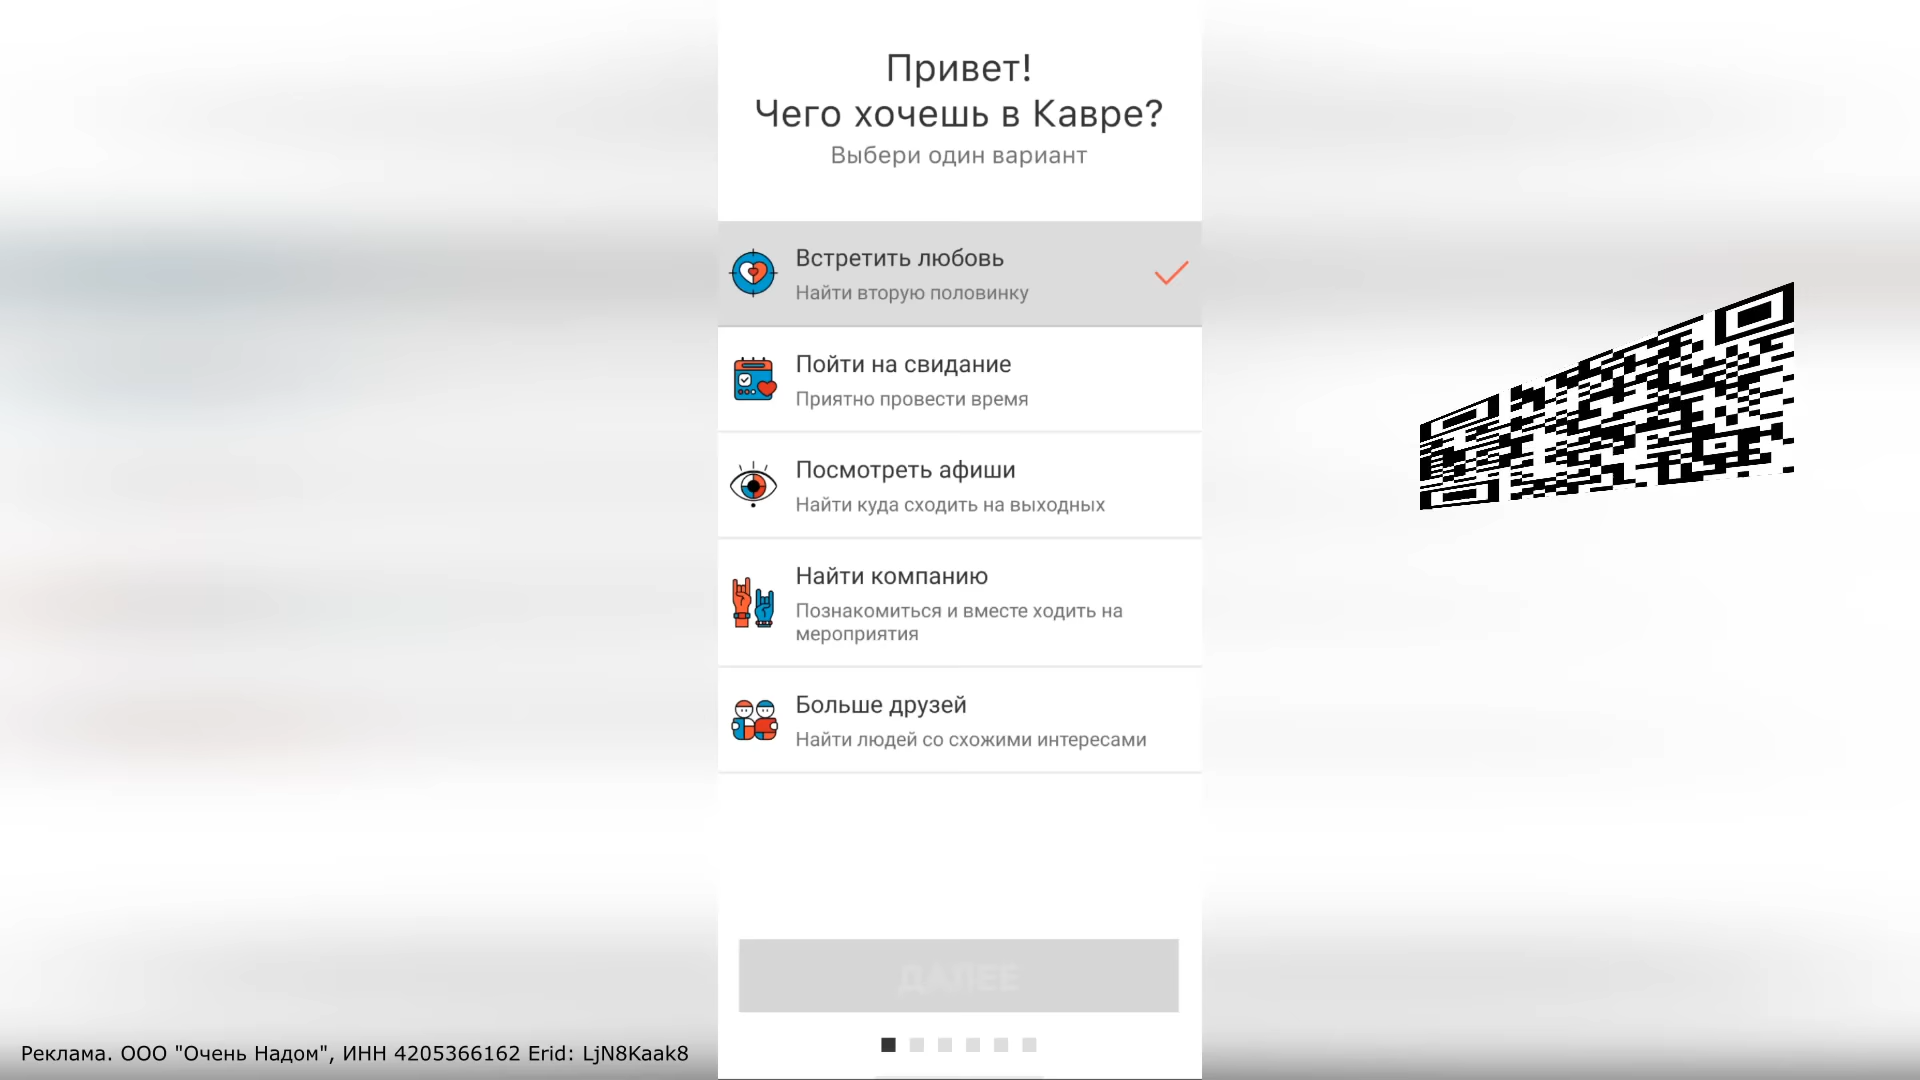 Привет!
Чего хочешь в Кавре?
Выбери один вариант
Встретить любовь
Найти вторую половинку
Пойти на свидание
Приятно провести время
Посмотреть афиши
Найти куда сходить на выходных
Найти компанию
Познакомиться и вместе ходить на
мероприятия
Больше друзей
Найти людей со схожими интересами
ДАЛЕЕ
Реклама. ООО "Очень Надом", ИНН 4205366162 Erid: LjN8Kaak8